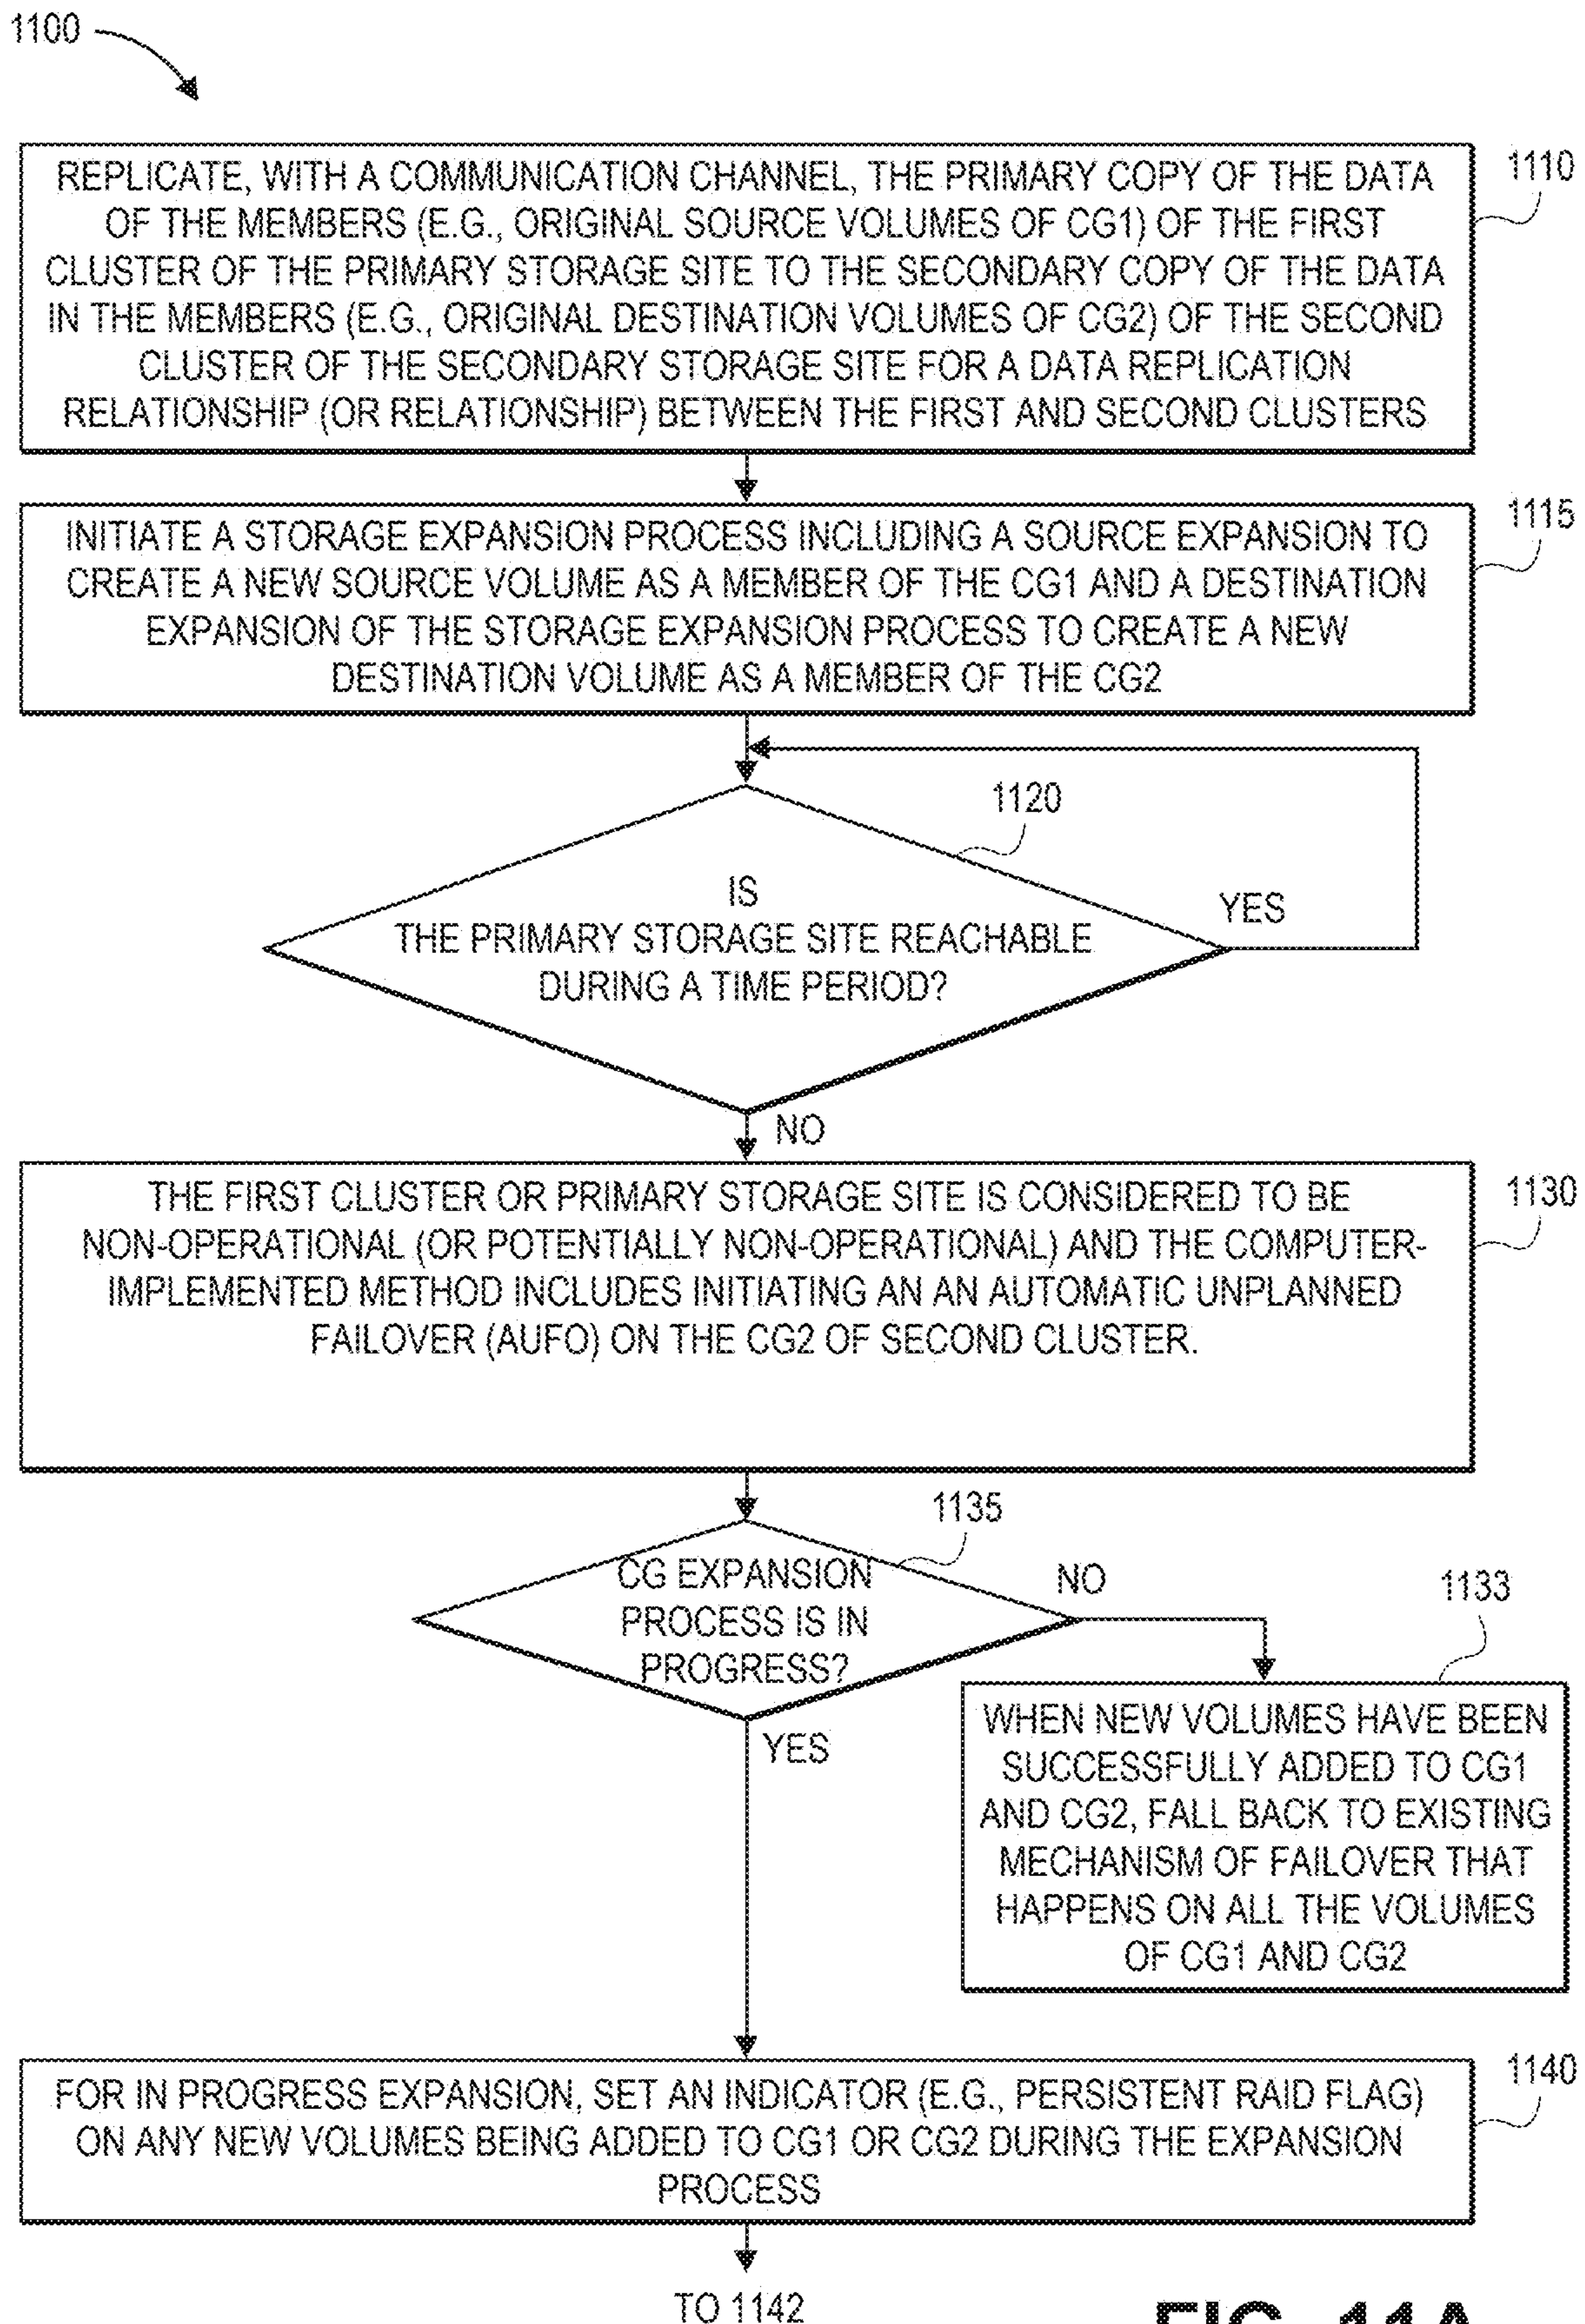 1100
REPLICATE, WITH A COMMUNICATION CHANNEL, THE PRIMARY COPY OF THE DATA
OF THE MEMBERS (E.G., ORIGINAL SOURCE VOLUMES OF CG1) OF THE FIRST
CLUSTER OF THE PRIMARY STORAGE SITE TO THE SECONDARY COPY OF THE DATA
IN THE MEMBERS (E.G., ORIGINAL DESTINATION VOLUMES OF CG2) OF THE SECOND
CLUSTER OF THE SECONDARY STORAGE SITE FOR A DATA REPLICATION
RELATIONSHIP (OR RELATIONSHIP) BETWEEN THE FIRST AND SECOND CLUSTERS
1110
INITIATE A STORAGE EXPANSION PROCESS INCLUDING A SOURCE EXPANSION TO
CREATE A NEW SOURCE VOLUME AS A MEMBER OF THE CG1 AND A DESTINATION
EXPANSION OF THE STORAGE EXPANSION PROCESS TO CREATE A NEW
DESTINATION VOLUME AS A MEMBER OF THE CG2
1115
1120
IS
THE PRIMARY STORAGE SITE REACHABLE
DURING A TIME PERIOD?
YES
NO
THE FIRST CLUSTER OR PRIMARY STORAGE SITE IS CONSIDERED TO BE
NON-OPERATIONAL (OR POTENTIALLY NON-OPERATIONAL) AND THE COMPUTER-
IMPLEMENTED METHOD INCLUDES INITIATING AN AN AUTOMATIC UNPLANNED
FAILOVER (AUFO) ON THE CG2 OF SECOND CLUSTER.
1130
1135
CG EXPANSION
PROCESS IS IN
PROGRESS?
NO
YES
1133
WHEN NEW VOLUMES HAVE BEEN
SUCCESSFULLY ADDED TO CG1
AND CG2, FALL BACK TO EXISTING
MECHANISM OF FAILOVER THAT
HAPPENS ON ALL THE VOLUMES
OF CG1 AND CG2
FOR IN PROGRESS EXPANSION, SET AN INDICATOR (E.G., PERSISTENT RAID FLAG)
ON ANY NEW VOLUMES BEING ADDED TO CG1 OR CG2 DURING THE EXPANSION
PROCESS
1140
TO 1142
FIG. 11A